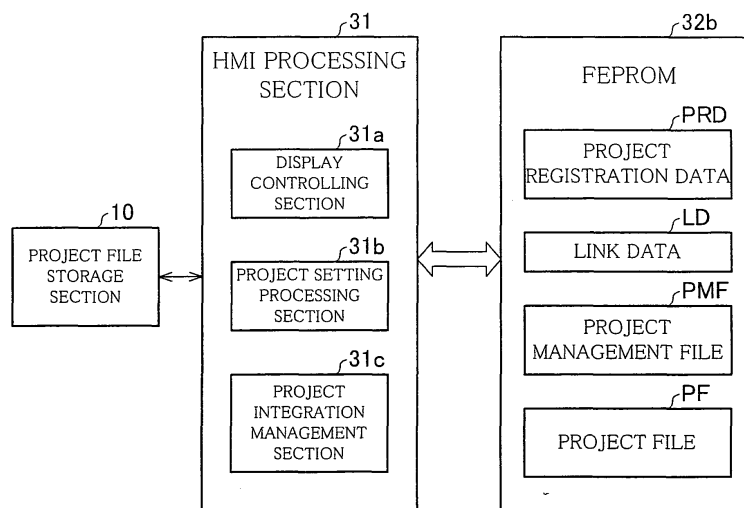 10
PROJECT FILE
STORAGE
SECTION
31
HMI PROCESSING
SECTION
31a
DISPLAY
CONTROLLING
SECTION
31b
PROJECT SETTING
PROCESSING
SECTION
31c
PROJECT
INTEGRATION
MANAGEMENT
SECTION
32b
FEPROM
PRD
PROJECT
REGISTRATION DATA
LD
LINK DATA
PMF
PROJECT
MANAGEMENT FILE
PF
PROJECT FILE